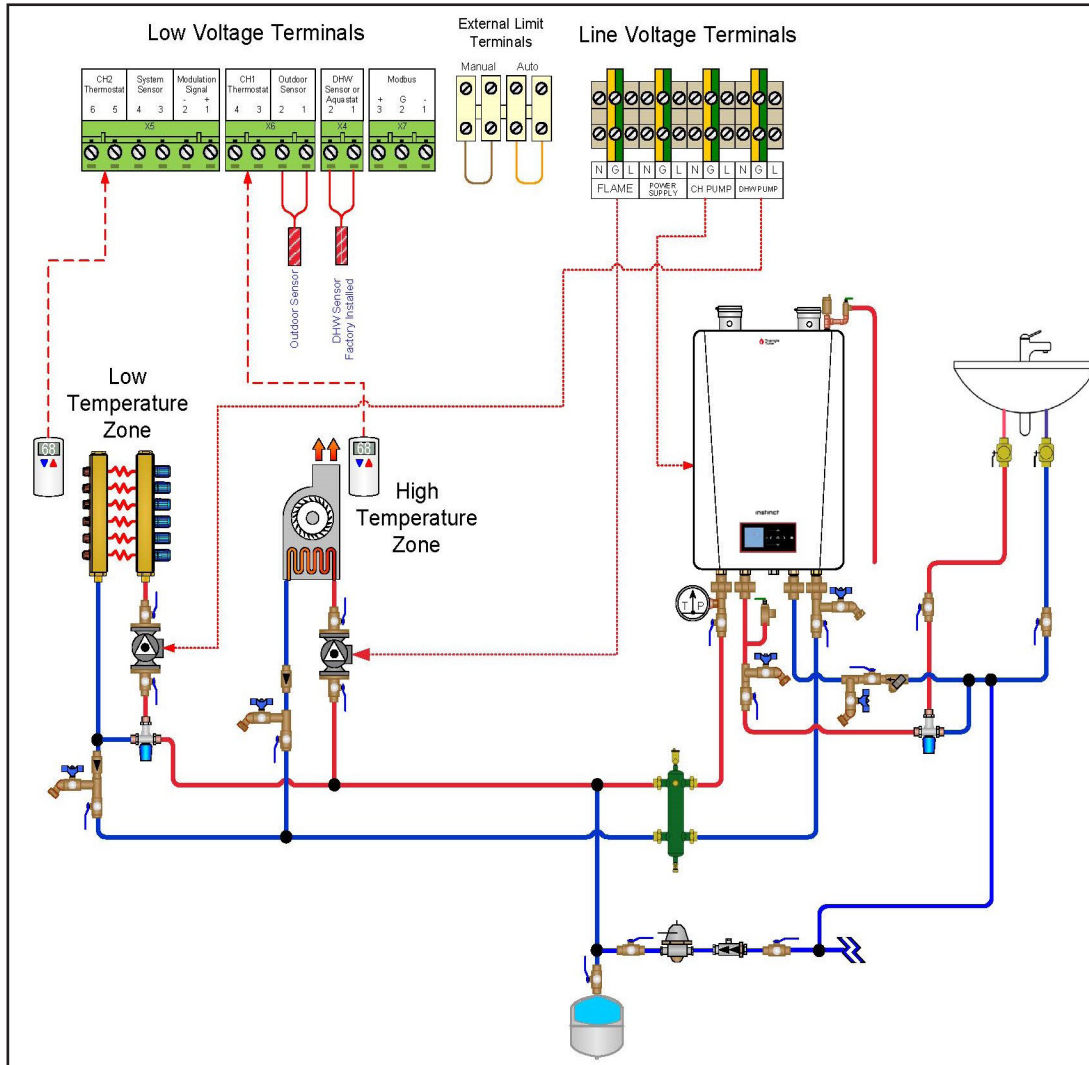 Low Voltage Terminals
External Limit
Terminals
Line Voltage Terminals
Manual Auto
CH2
Thermostat
6 5
System
Sensor
4 3
Modulation
Signal
- +
2 1
X5
CH1
Thermostat
4 3
Outdoor
Sensor
2 1
X6
DHW
Sensor or
Aquastat
2 1
X4
Modbus
+ G -
3 2 1
X7
N G L N G L N G L N G L
FLAME
POWER
SUPPLY
CH PUMP
DHW PUMP
Outdoor Sensor
DHW Sensor
Factory Installed
Low
Temperature
Zone
68
68
High
Temperature
Zone
instinct
T P